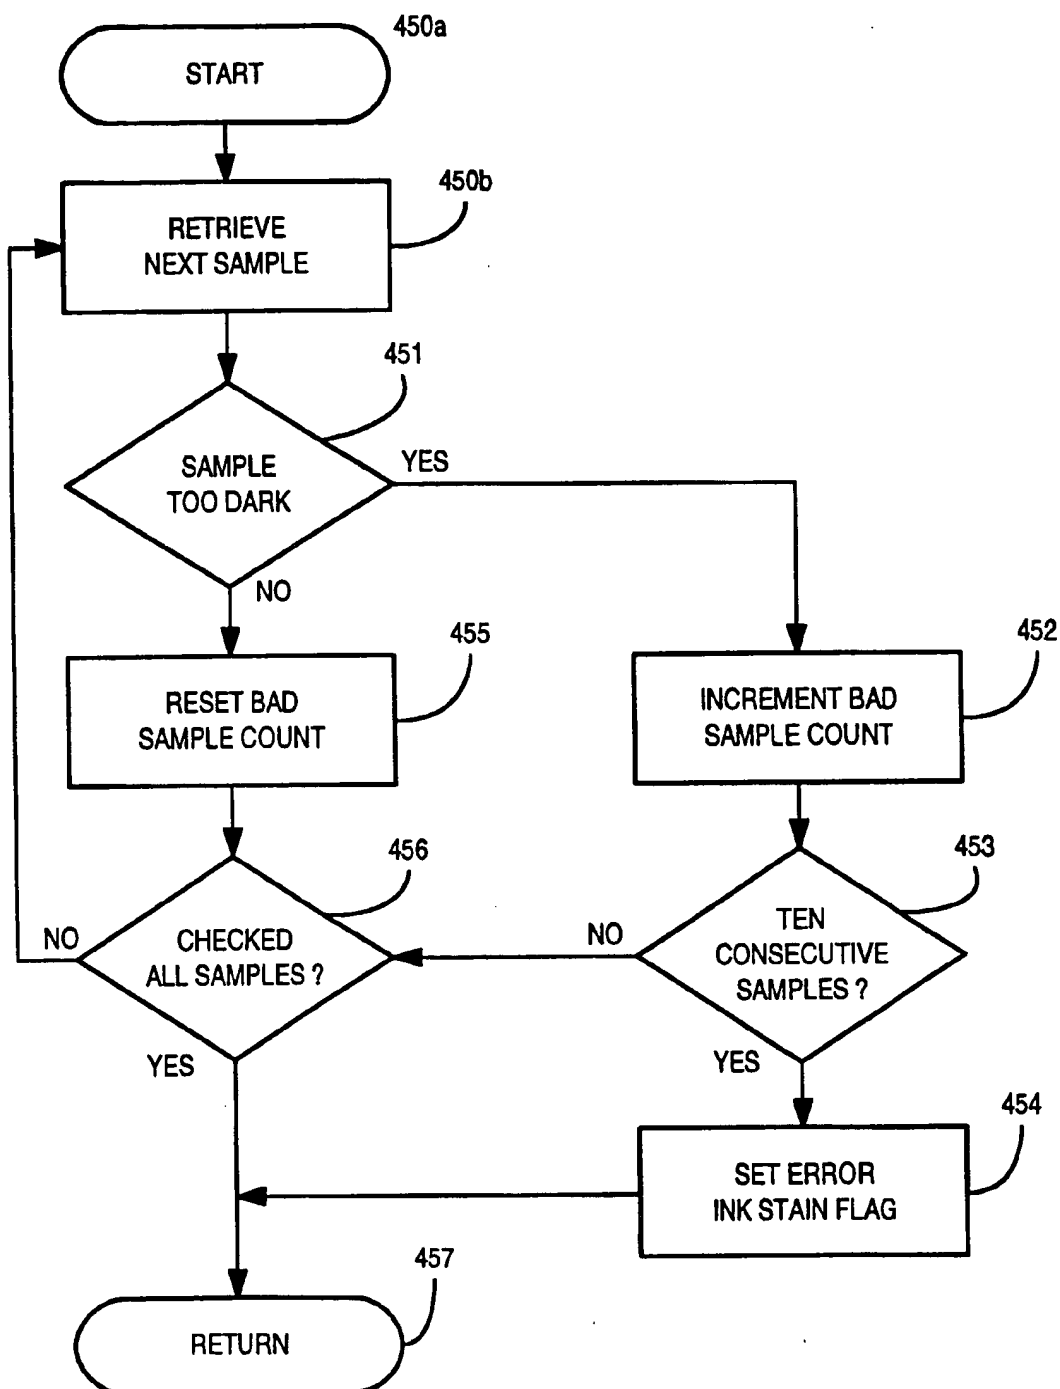 450a
START
450b
RETRIEVE
NEXT SAMPLE
451
SAMPLE
TOO DARK
YES
NO
455
RESET BAD
SAMPLE COUNT
452
INCREMENT BAD
SAMPLE COUNT
456
CHECKED
ALL SAMPLES ?
NO
YES
453
TEN
CONSECUTIVE
SAMPLES ?
NO
YES
454
SET ERROR
INK STAIN FLAG
457
RETURN